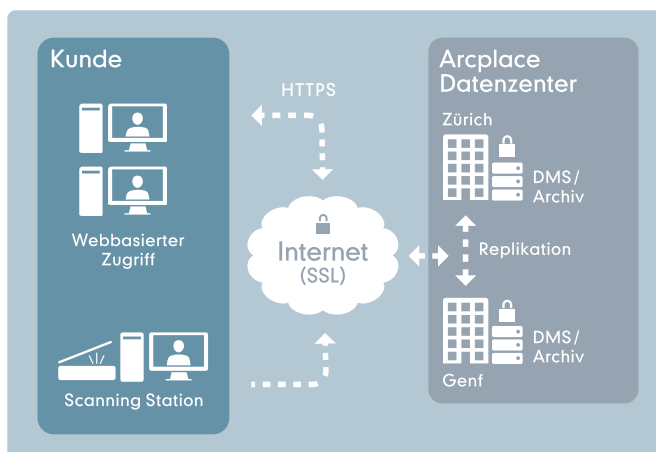 Kunde
Webbasierter
Zugriff
Scanning Station
HTTPS
Internet
(SSL)
Arcplace
Datenzenter
Zürich
DMS/
Archiv
Replikation
DMS/
Archiv
Genf